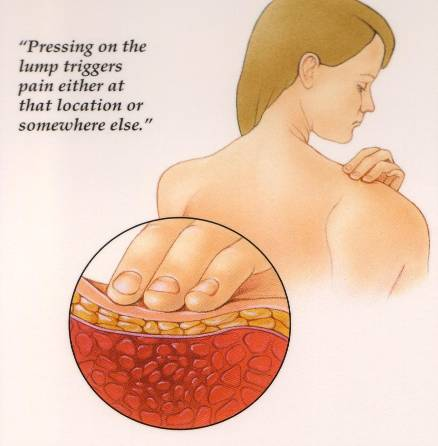 “Pressing on the
lump triggers
pain either at
that location or
somewhere else.”